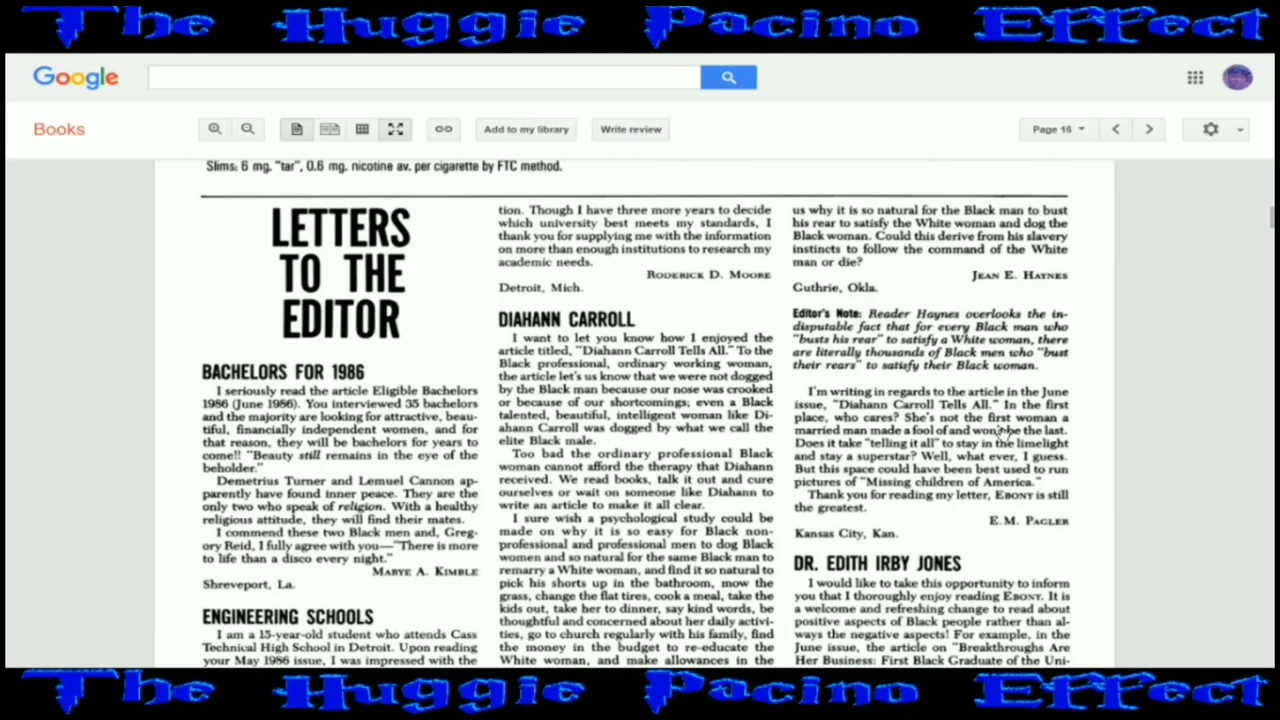 The Huggie Pacino Effect
Google
Books
Add to my library
Write review
Page 16
Slims: 6 mg. "tar", 0.6 mg. nicotine av. per cigarette by FTC method.
LETTERS
TO THE
EDITOR
BACHELORS FOR 1986
I seriously read the article Eligible Bachelors
1986 (June 1986). You interviewed 35 bachelors
and the majority are looking for attractive, beau-
tiful, financially independent women, and for
that reason, they will be bachelors for years to
come!! "Beauty still remains in the eye of the
beholder."
Demetrius Turner and Lemuel Cannon ap-
parently have found inner peace. They are the
only two who speak of religion. With a healthy
religious attitude, they will find their mates.
I commend these two Black men and, Greg-
ory Reid, I fully agree with you—"There is more
to life than a disco every night."
MARYE A. KIMBLE
Shreveport, La.
ENGINEERING SCHOOLS
I am a 15-year-old student who attends Cass
Technical High School in Detroit. Upon reading
your May 1986 issue, I was impressed with the
tion. Though I have three more years to decide
which university best meets my standards, I
thank you for supplying me with the information
on more than enough institutions to research my
academic needs.
RODERICK D. MOORE
Detroit, Mich.
DIAHANN CARROLL
I want to let you know how I enjoyed the
article titled, "Diahann Carroll Tells All." To the
Black professional, ordinary working woman,
the article let's us know that we were not dogged
by the Black man because our nose was crooked
or because of our shortcomings; even a Black
talented, beautiful, intelligent woman like Di-
ahann Carroll was dogged by what we call the
elite Black male.
Too bad the ordinary professional Black
woman cannot afford the therapy that Diahann
received. We read books, talk it out and cure
ourselves or wait on someone like Diahann to
write an article to make it all clear.
I sure wish a psychological study could be
made on why it is so easy for Black non-
professional and professional men to dog Black
women and so natural for the same Black man to
remarry a White woman, and find it so natural to
pick his shorts up in the bathroom, mow the
grass, change the flat tires, cook a meal, take the
kids out, take her to dinner, say kind words, be
thoughtful and concerned about her daily activi-
ties, go to church regularly with his family, find
the money in the budget to re-educate the
White woman, and make allowances in the
us why it is so natural for the Black man to bust
his rear to satisfy the White woman and dog the
Black woman. Could this derive from his slavery
instincts to follow the command of the White
man or die?
JEAN E. HAYNES
Guthrie, Okla.
Editor's Note: Reader Haynes overlooks the in-
disputable fact that for every Black man who
"busts his rear" to satisfy a White woman, there
are literally thousands of Black men who "bust
their rears" to satisfy their Black woman.
I'm writing in regards to the article in the June
issue, "Diahann Carroll Tells All." In the first
place, who cares? She's not the first woman a
married man made a fool of and won't be the last.
Does it take "telling it all" to stay in the limelight
and stay a superstar? Well, what ever, I guess.
But this space could have been best used to run
pictures of "Missing children of America."
Thank you for reading my letter, EBONY is still
the greatest.
E.M. PAGLER
Kansas City, Kan.
DR. EDITH IRBY JONES
I would like to take this opportunity to inform
you that I thoroughly enjoy reading EBONY. It is
a welcome and refreshing change to read about
positive aspects of Black people rather than al-
ways the negative aspects! For example, in the
June issue, the article on "Breakthroughs Are
Her Business: First Black Graduate of the Uni-
The Huggie Pacino Effect